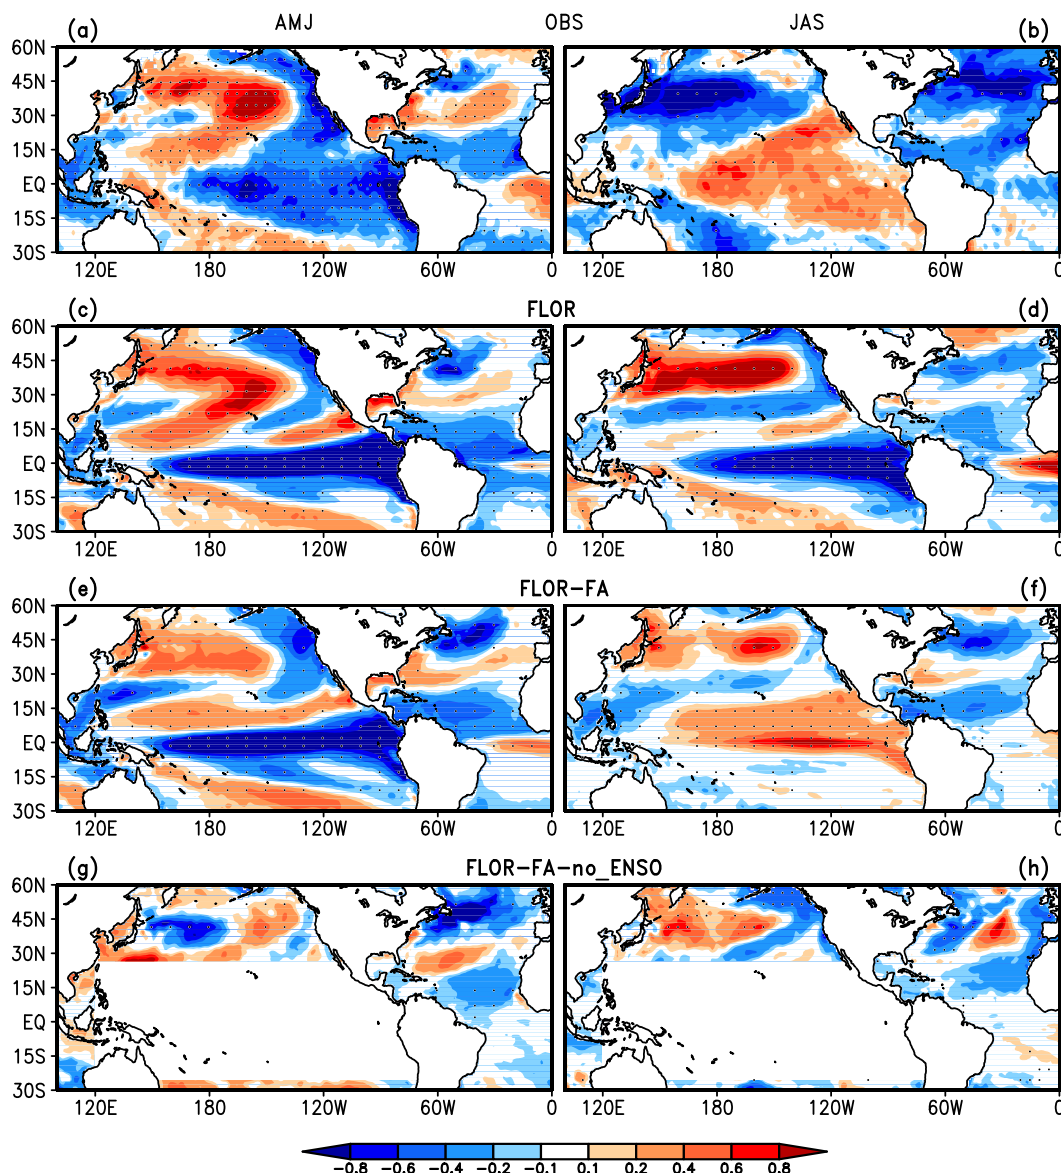 AMJ OBS JAS
(a) (b)
60N
45N
30N
15N
EQ
15S
30S
120E 180 120W 60W 0 120E 180 120W 60W 0
(c) FLOR (d)
60N
45N
30N
15N
EQ
15S
30S
120E 180 120W 60W 0 120E 180 120W 60W 0
(e) FLOR-FA (f)
60N
45N
30N
15N
EQ
15S
30S
120E 180 120W 60W 0 120E 180 120W 60W 0
(g) FLOR-FA-no_ENSO (h)
60N
45N
30N
15N
EQ
15S
30S
120E 180 120W 60W 0 120E 180 120W 60W 0
-0.8 -0.6 -0.4 -0.2 -0.1 0.1 0.2 0.4 0.6 0.8